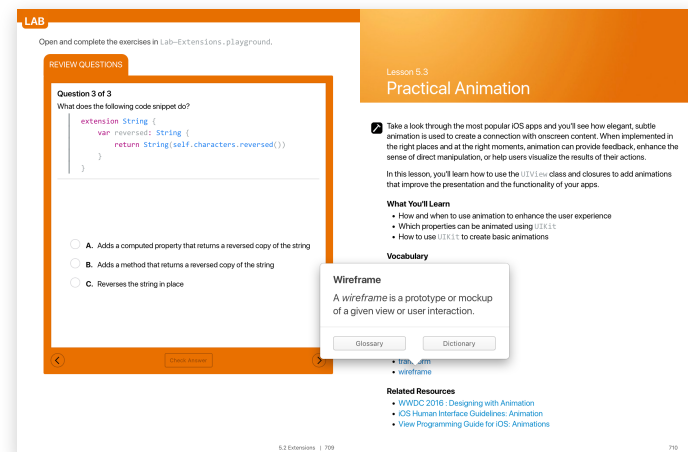 LAB
Open and complete the exercises in Lab-Extensions.playground.
REVIEW QUESTIONS
Question 3 of 3
What does the following code snippet do?
extension String {
var reversed: String {
return String(self.characters.reversed())
}
}
A. Adds a computed property that returns a reversed copy of the string
B. Adds a method that returns a reversed copy of the string
C. Reverses the string in place
Check Answer
5.2 Extensions | 709
Lesson 5.3
Practical Animation
Take a look through the most popular iOS apps and you'll see how elegant, subtle
animation is used to create a connection with onscreen content. When implemented in
the right places and at the right moments, animation can provide feedback, enhance the
sense of direct manipulation, or help users visualize the results of their actions.
In this lesson, you'll learn how to use the UIView class and closures to add animations
that improve the presentation and the functionality of your apps.
What You'll Learn
• How and when to use animation to enhance the user experience
• Which properties can be animated using UIKit
• How to use UIKit to create basic animations
Vocabulary
Wireframe
A wireframe is a prototype or mockup
of a given view or user interaction.
Glossary
Dictionary
• wireframe
Related Resources
• WWDC 2016 : Designing with Animation
• iOS Human Interface Guidelines: Animation
• View Programming Guide for iOS: Animations
710